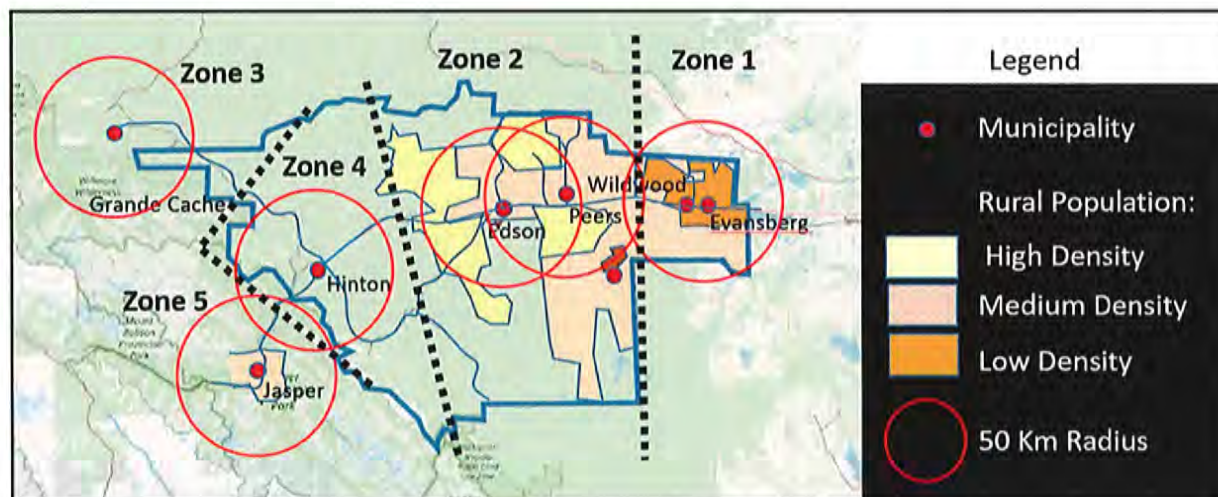 Zone 3
Zone 2
Zone 1
Zone 4
Grande Cache
Wildwood
Peers
Edson
Evansberg
Hinton
Zone 5
Jasper
Legend
Municipality
Rural Population:
High Density
Medium Density
Low Density
50 Km Radius